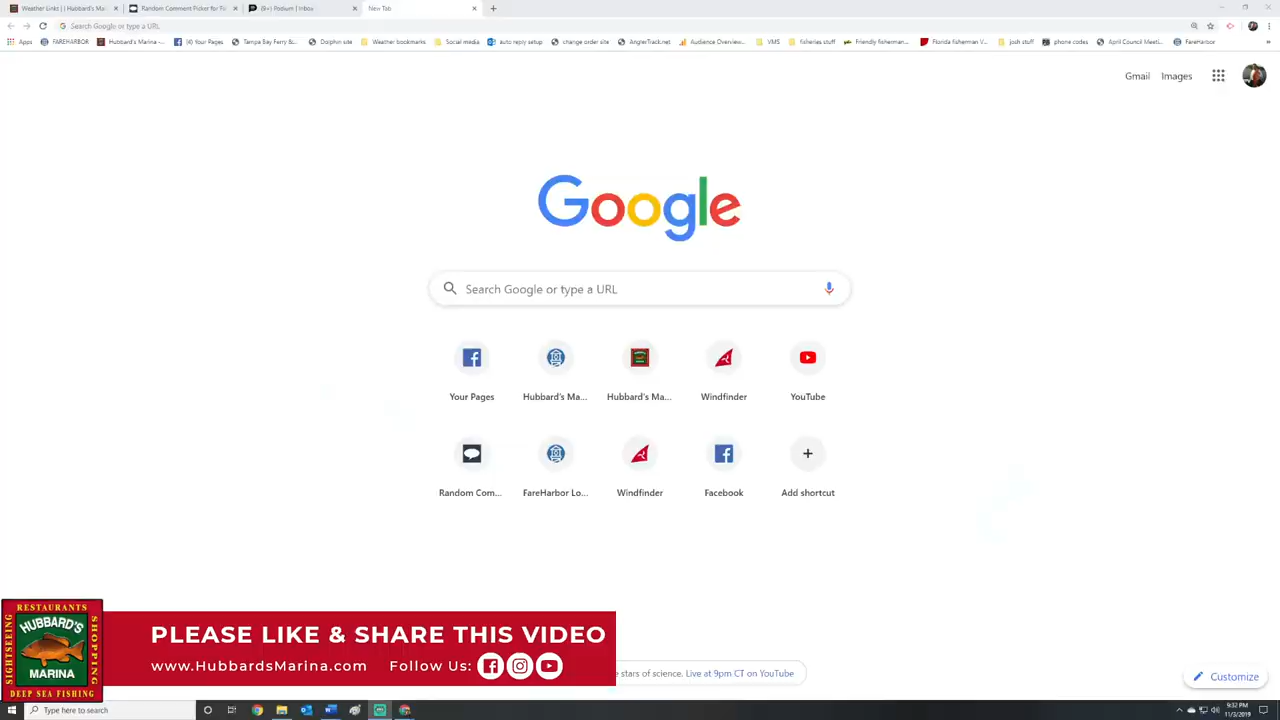 Weather Links | Hubbard's Mari
Random Comment Picker for Fa
(9+) Podium | Inbox
New Tab
Search Google or type a URL
Apps
FAREHARBOR
Hubbard's Marina -...
(4) Your Pages
Tampa Bay Ferry &...
Dolphin site
Weather bookmarks
Social media
auto reply setup
change order site
AnglerTrack.net
Audience Overview...
VMS
fisheries stuff
Friendly fisherman...
Florida fisherman V...
josh stuff
phone codes
April Council Meeti...
FareHarbor
»
Gmail
Images
Google
Search Google or type a URL
Your Pages
Hubbard's Ma...
Hubbard's Ma...
Windfinder
YouTube
Random Com...
FareHarbor Lo...
Windfinder
Facebook
Add shortcut
RESTAURANTS
SIGHTSEEING
HUBBARD'S
MARINA
SHOPPING
DEEP SEA FISHING
PLEASE LIKE & SHARE THIS VIDEO
www.HubbardsMarina.com
Follow Us:
e stars of science. Live at 9pm CT on YouTube
Customize
Type here to search
9:32 PM
11/3/2019